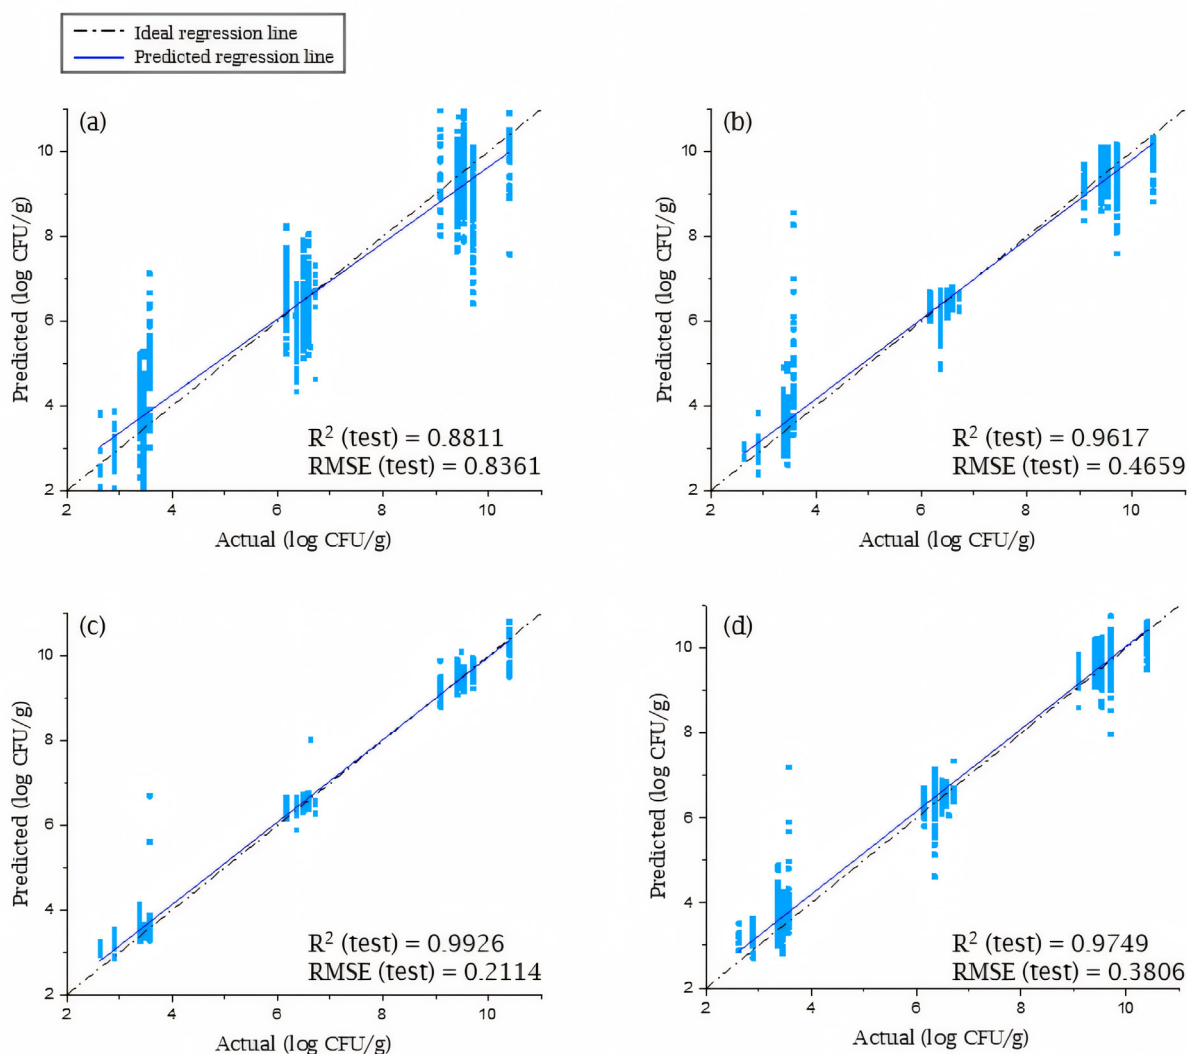 Ideal regression line
Predicted regression line
(a)
10
8
6
4
2
2 4 6 8 10
Predicted (log CFU/g)
Actual (log CFU/g)
R² (test) = 0.8811
RMSE (test) = 0.8361
(b)
10
8
6
4
2
2 4 6 8 10
Predicted (log CFU/g)
Actual (log CFU/g)
R² (test) = 0.9617
RMSE (test) = 0.4659
(c)
10
8
6
4
2
2 4 6 8 10
Predicted (log CFU/g)
Actual (log CFU/g)
R² (test) = 0.9926
RMSE (test) = 0.2114
(d)
10
8
6
4
2
2 4 6 8 10
Predicted (log CFU/g)
Actual (log CFU/g)
R² (test) = 0.9749
RMSE (test) = 0.3806